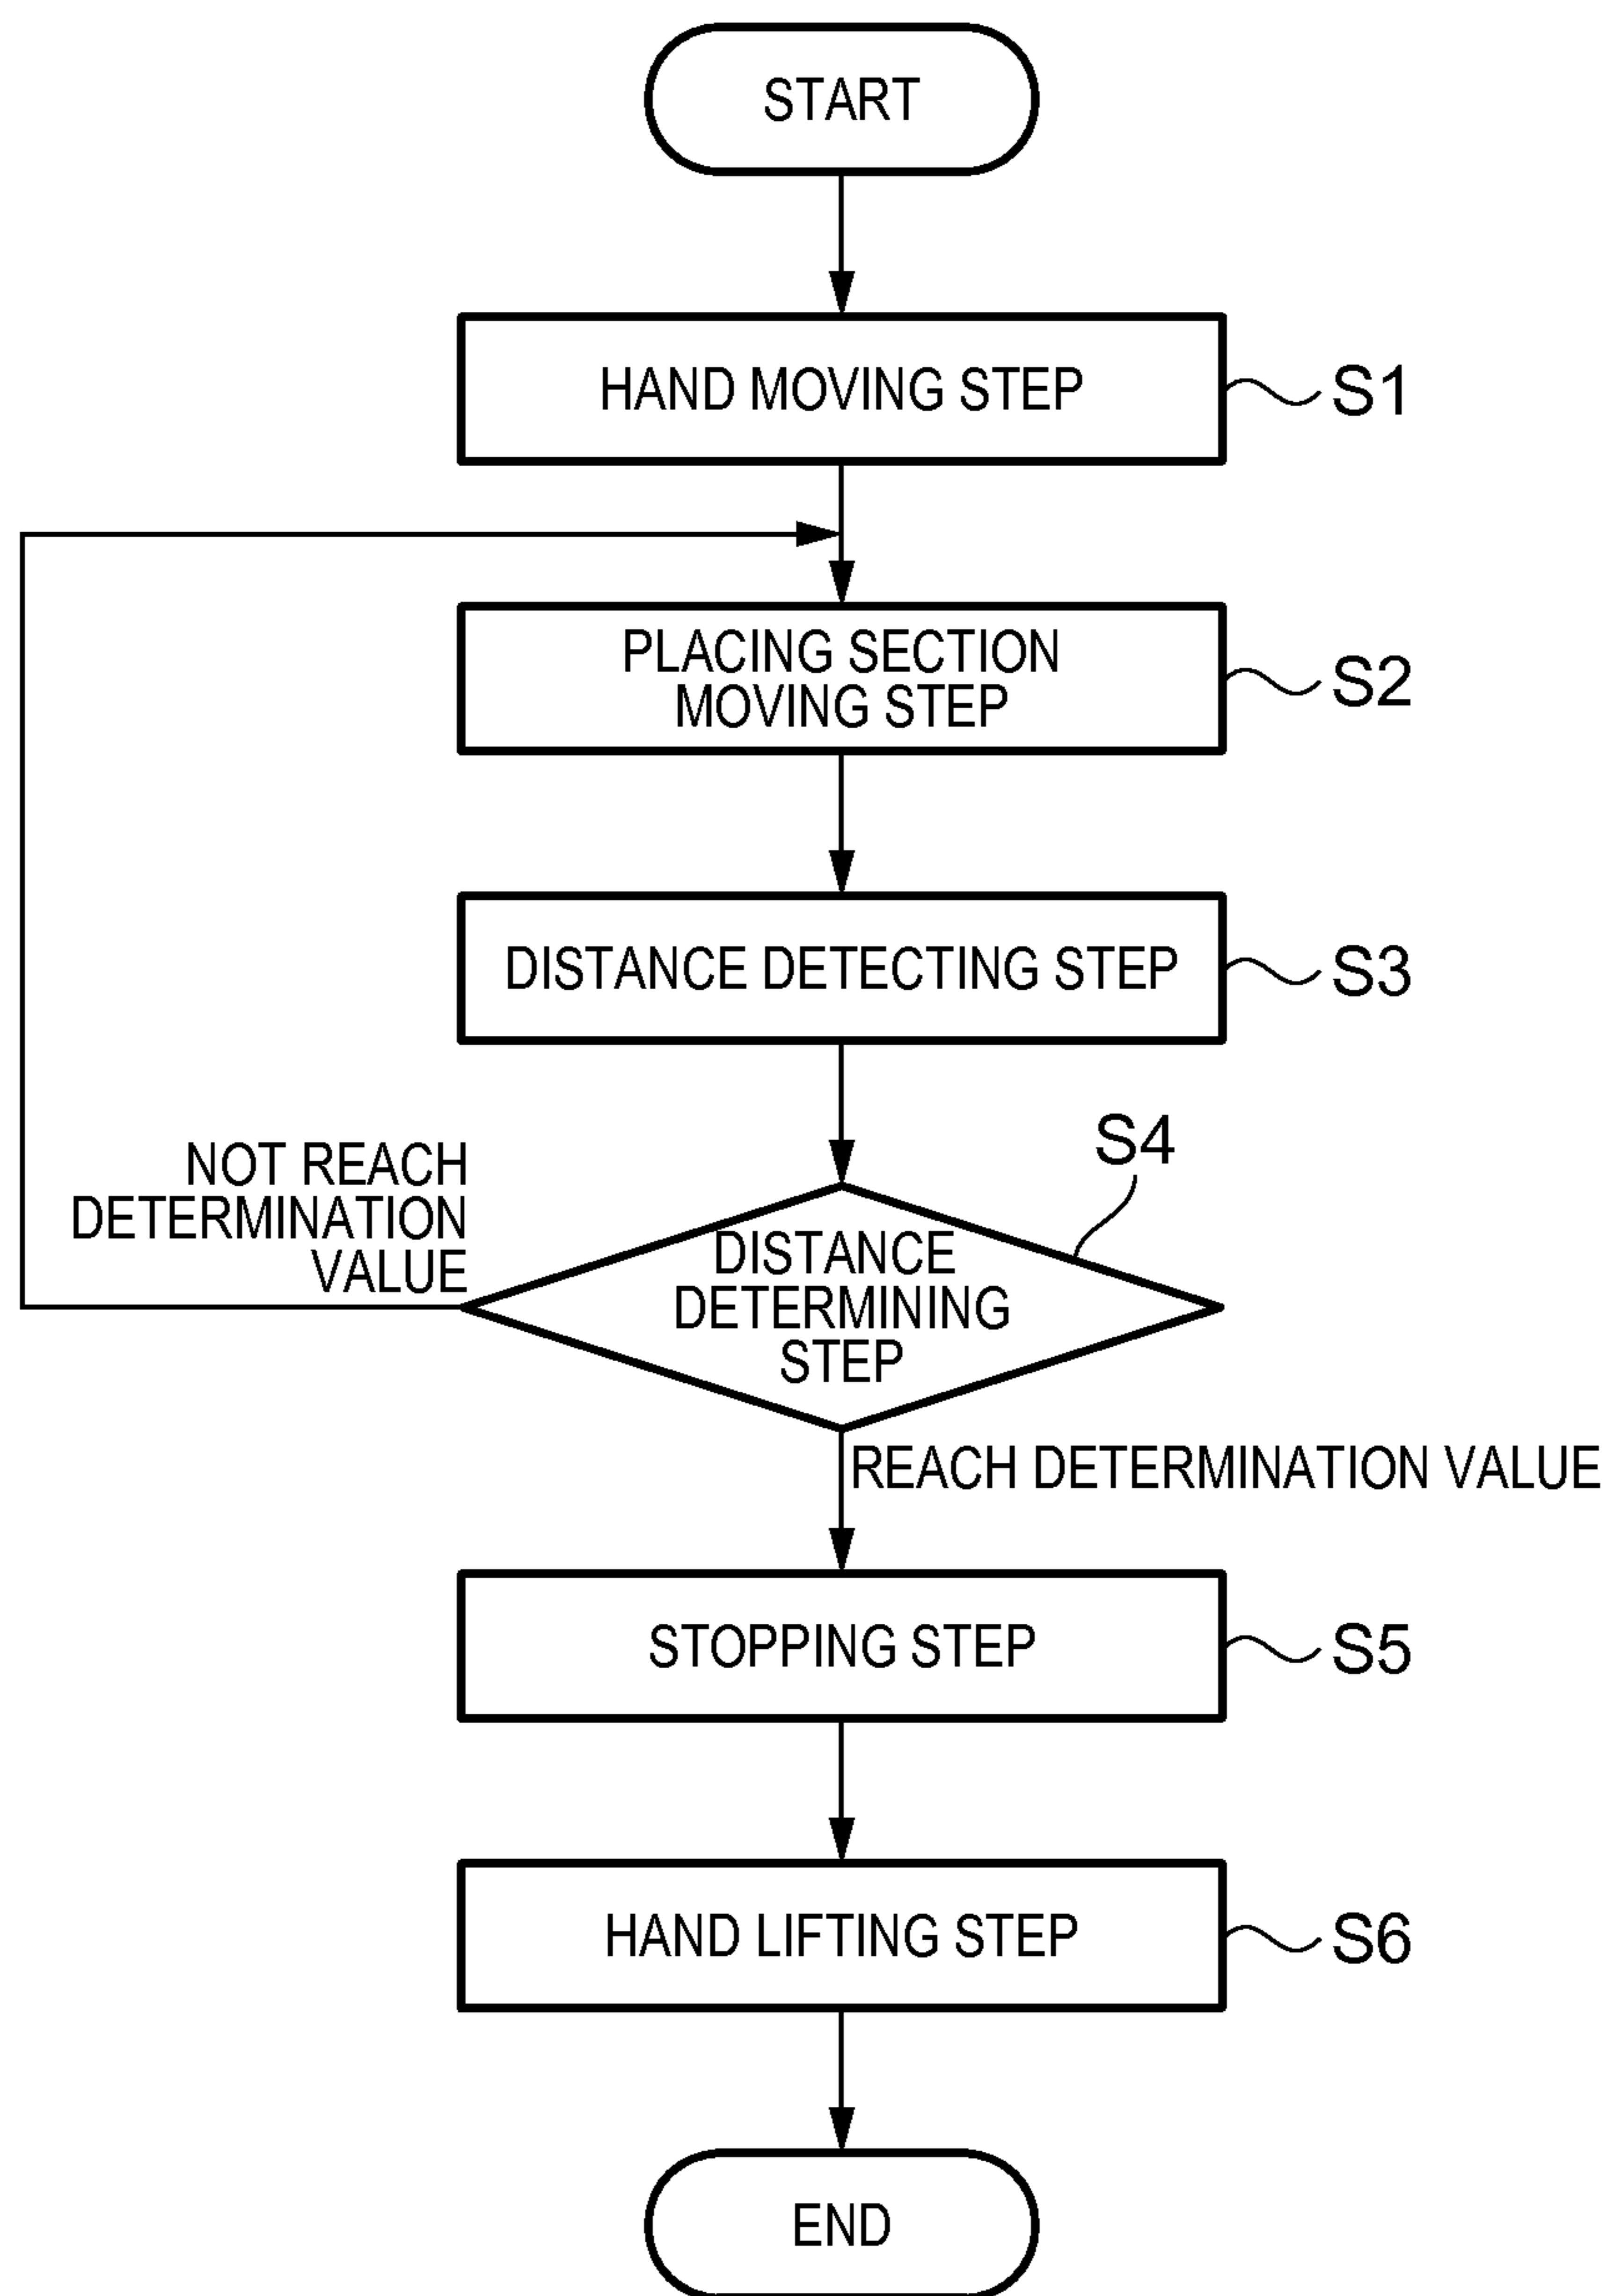 START
HAND MOVING STEP
S1
PLACING SECTION
MOVING STEP
S2
DISTANCE DETECTING STEP
S3
S4
NOT REACH
DETERMINATION
VALUE
DISTANCE
DETERMINING
STEP
REACH DETERMINATION VALUE
STOPPING STEP
S5
HAND LIFTING STEP
S6
END